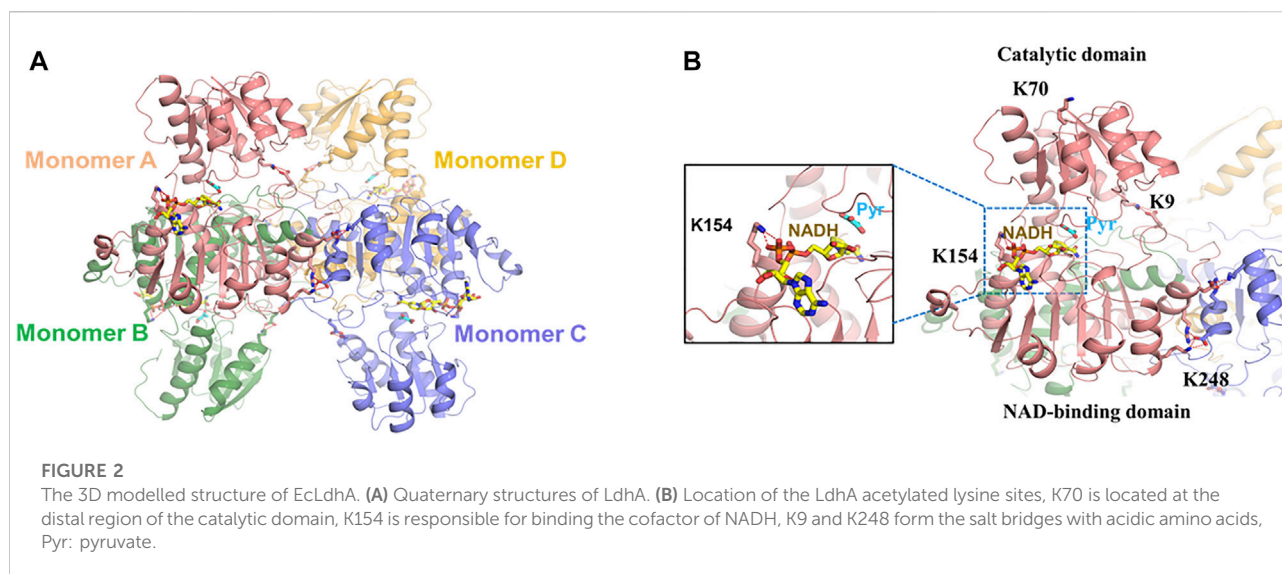 A
Monomer A
Monomer D
Monomer B
Monomer C
B
Catalytic domain
K70
K9
Pyr
NADH
K154
K248
NAD-binding domain
K154
NADH
Pyr
FIGURE 2
The 3D modelled structure of EcLdhA. (A) Quaternary structures of LdhA. (B) Location of the LdhA acetylated lysine sites, K70 is located at the
distal region of the catalytic domain, K154 is responsible for binding the cofactor of NADH, K9 and K248 form the salt bridges with acidic amino acids,
Pyr: pyruvate.